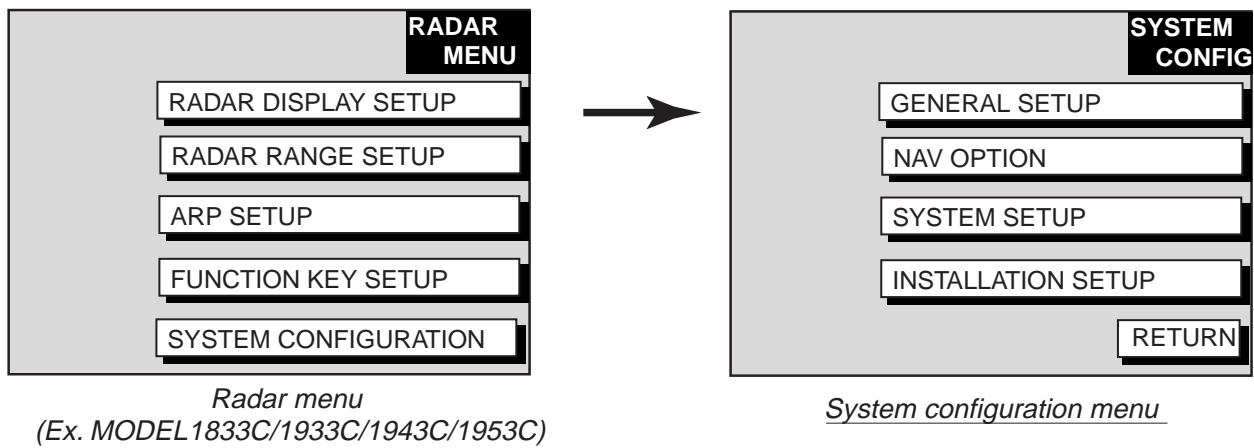 RADAR
MENU
RADAR DISPLAY SETUP
RADAR RANGE SETUP
ARP SETUP
FUNCTION KEY SETUP
SYSTEM CONFIGURATION
Radar menu
(Ex. MODEL1833C/1933C/1943C/1953C)
SYSTEM
CONFIG
GENERAL SETUP
NAV OPTION
SYSTEM SETUP
INSTALLATION SETUP
RETURN
System configuration menu